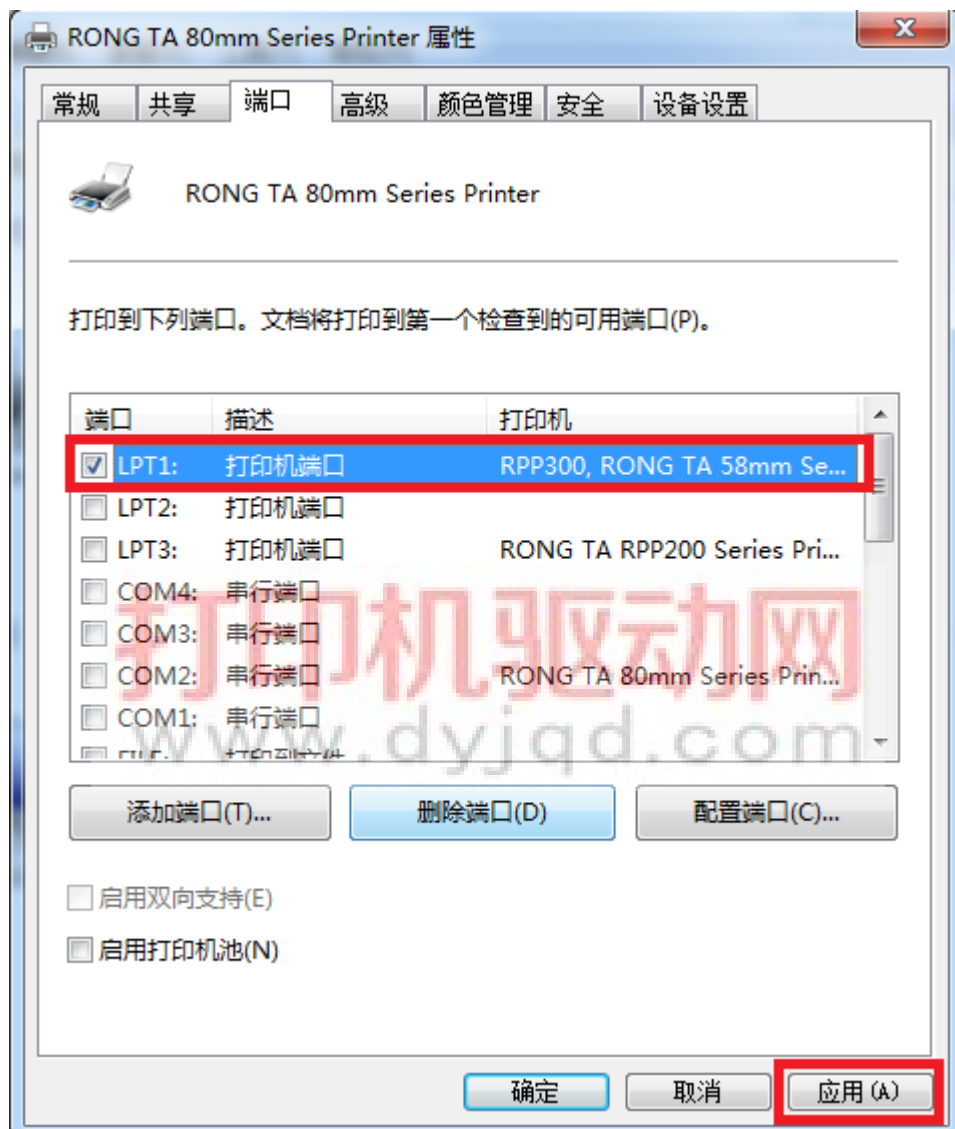 RONG TA 80mm Series Printer 属性
常规 共享 端口 高级 颜色管理 安全 设备设置
RONG TA 80mm Series Printer
打印到下列端口。文档将打印到第一个检查到的可用端口(P)。
端口 描述 打印机
LPT1: 打印机端口 RPP300, RONG TA 58mm Se...
LPT2: 打印机端口
LPT3: 打印机端口 RONG TA RPP200 Series Pri...
COM4: 串行端口
COM3: 串行端口
COM2: 串行端口 RONG TA 80mm Series Prin...
COM1: 串行端口
FILE: 打印到文件
打印机驱动网
www.dyjqd.com
添加端口(T)... 删除端口(D) 配置端口(C)...
启用双向支持(E)
启用打印机池(N)
确定 取消 应用(A)